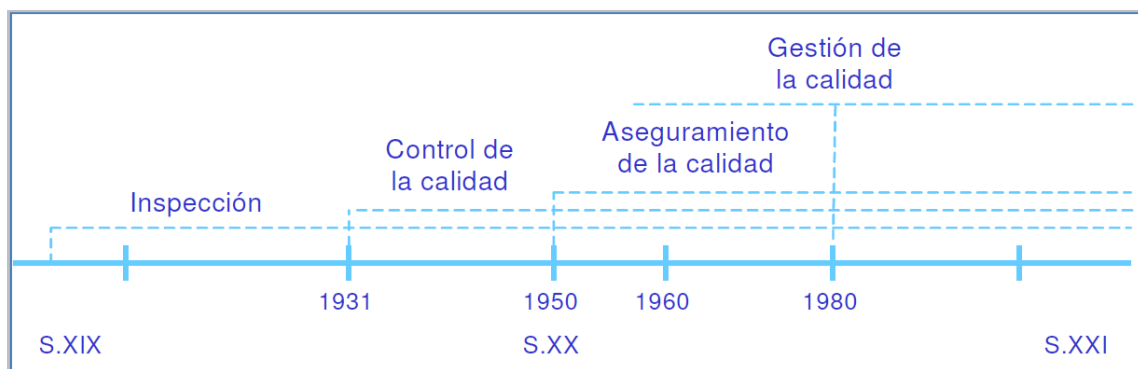 Gestión de
la calidad
Aseguramiento
de la calidad
Control de
la calidad
Inspección
1931
1950
1960
1980
S.XIX
S.XX
S.XXI